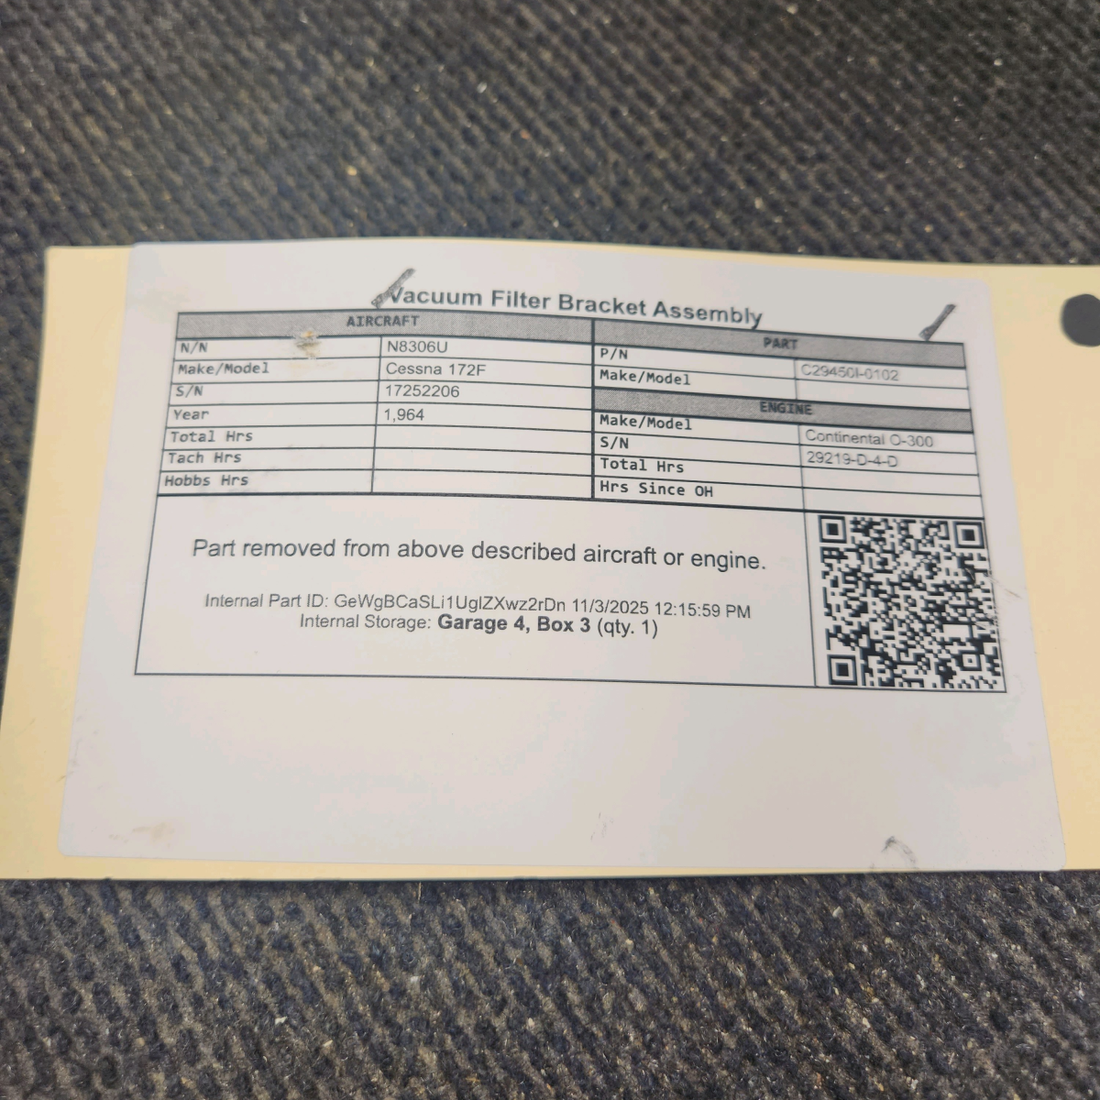 Vacuum Filter Bracket Assembly
AIRCRAFT
N/N N8306U
Make/Model Cessna 172F
S/N 17252206
Year 1,964
Total Hrs
Tach Hrs
Hobbs Hrs
PART
P/N C29450I-0102
Make/Model
ENGINE
Make/Model Continental O-300
S/N 29219-D-4-D
Total Hrs
Hrs Since OH
Part removed from above described aircraft or engine.
Internal Part ID: GeWgBCaSLi1UglZXwz2rDn 11/3/2025 12:15:59 PM
Internal Storage: Garage 4, Box 3 (qty. 1)